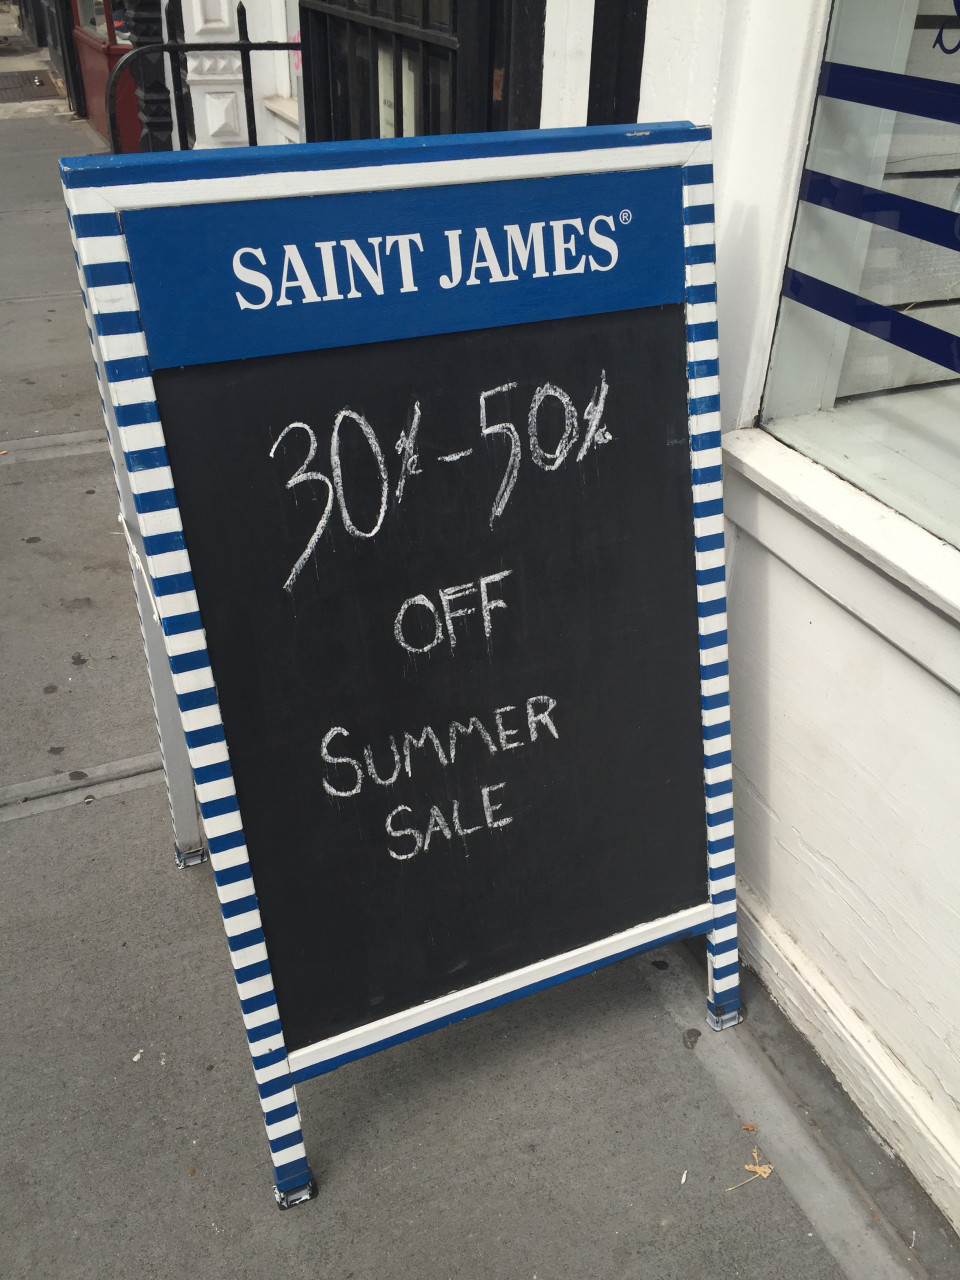 SAINT JAMES®
30%-50%
OFF
SUMMER
SALE